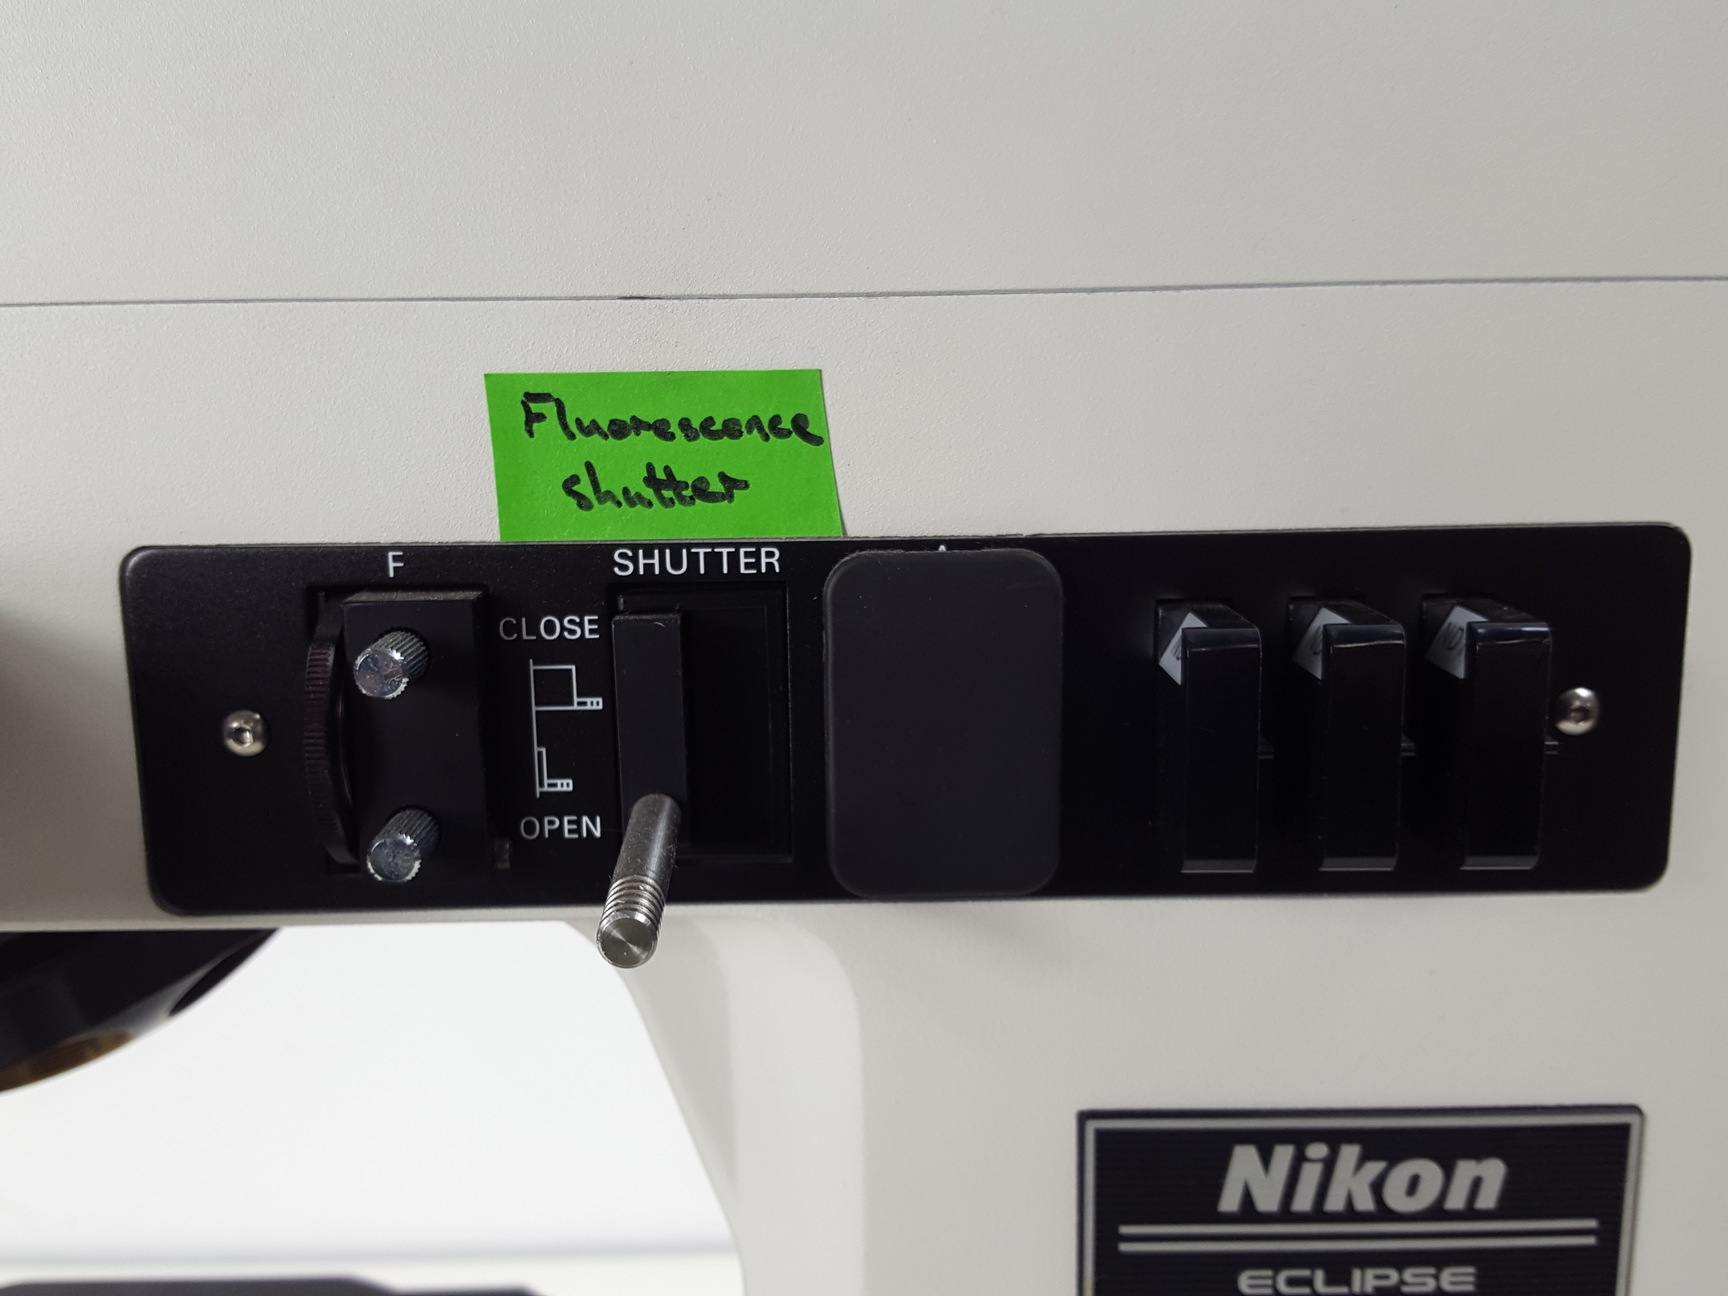 Fluorescence
shutter
F
SHUTTER
CLOSE
OPEN
Nikon
ECLIPSE